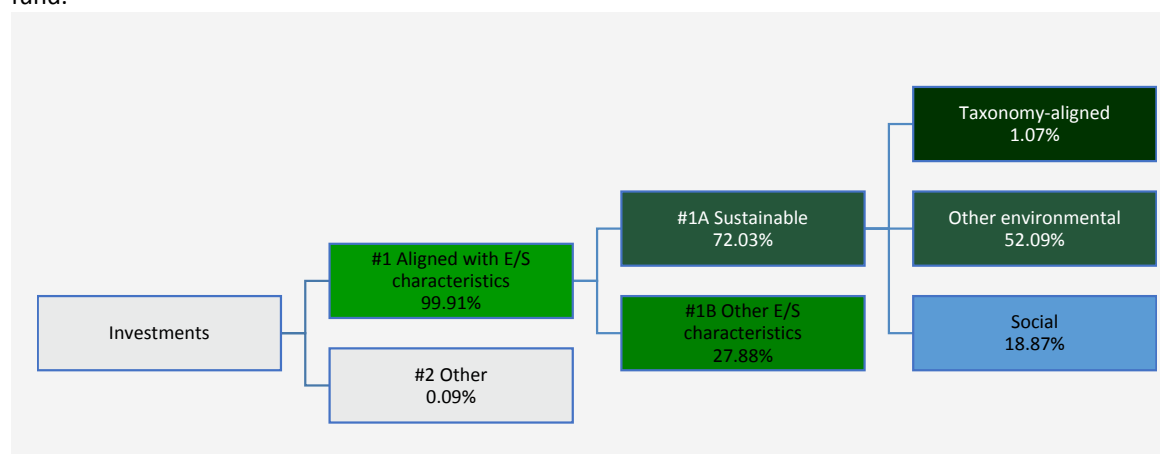 fund.
Investments
#1 Aligned with E/S
characteristics
99.91%
#2 Other
0.09%
#1A Sustainable
72.03%
#1B Other E/S
characteristics
27.88%
Taxonomy-aligned
1.07%
Other environmental
52.09%
Social
18.87%